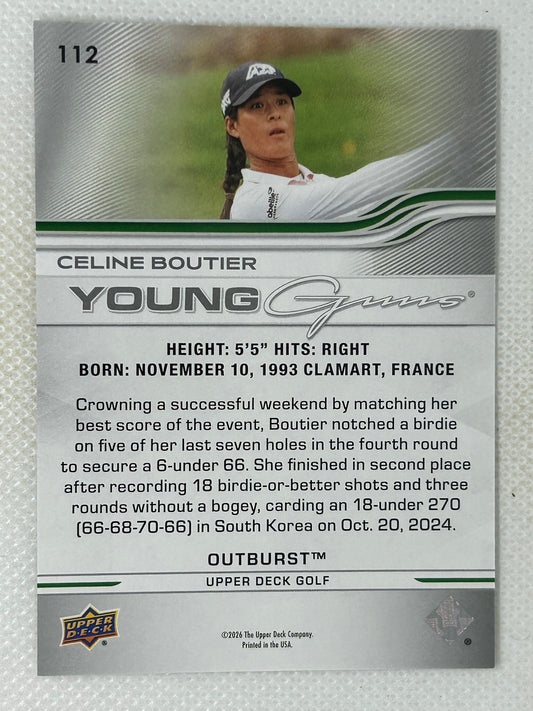 112
CELINE BOUTIER
YOUNG Guns®
HEIGHT: 5'5" HITS: RIGHT
BORN: NOVEMBER 10, 1993 CLAMART, FRANCE
Crowning a successful weekend by matching her
best score of the event, Boutier notched a birdie
on five of her last seven holes in the fourth round
to secure a 6-under 66. She finished in second place
after recording 18 birdie-or-better shots and three
rounds without a bogey, carding an 18-under 270
(66-68-70-66) in South Korea on Oct. 20, 2024.
OUTBURST™
UPPER DECK GOLF
UPPER
DECK®
©2026 The Upper Deck Company.
Printed in the USA.
®